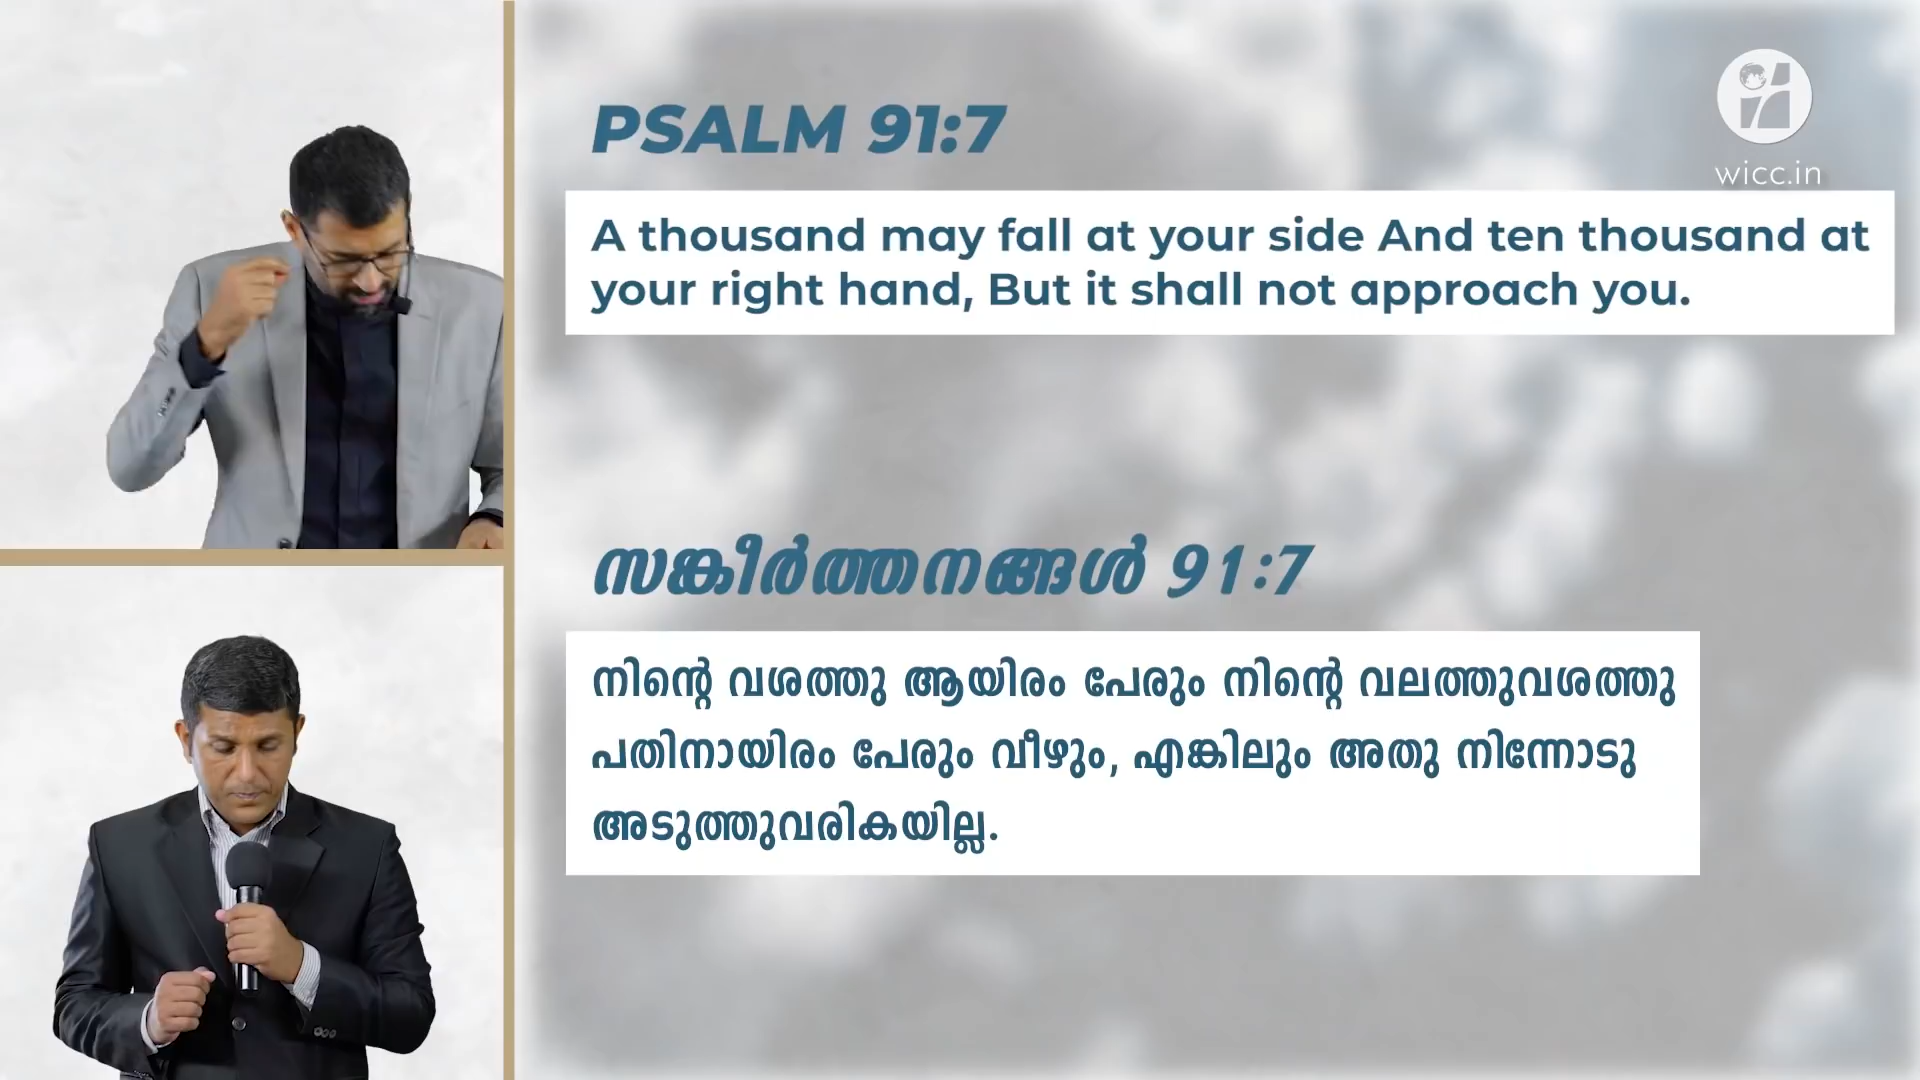 PSALM 91:7
wicc.in
A thousand may fall at your side And ten thousand at
your right hand, But it shall not approach you.
സങ്കീർത്തനങ്ങൾ 91:7
നിന്റെ വശത്തു ആയിരം പേരും നിന്റെ വലത്തുവശത്തു
പതിനായിരം പേരും വീഴും, എങ്കിലും അതു നിന്നോടു
അടുത്തുവരികയില്ല.